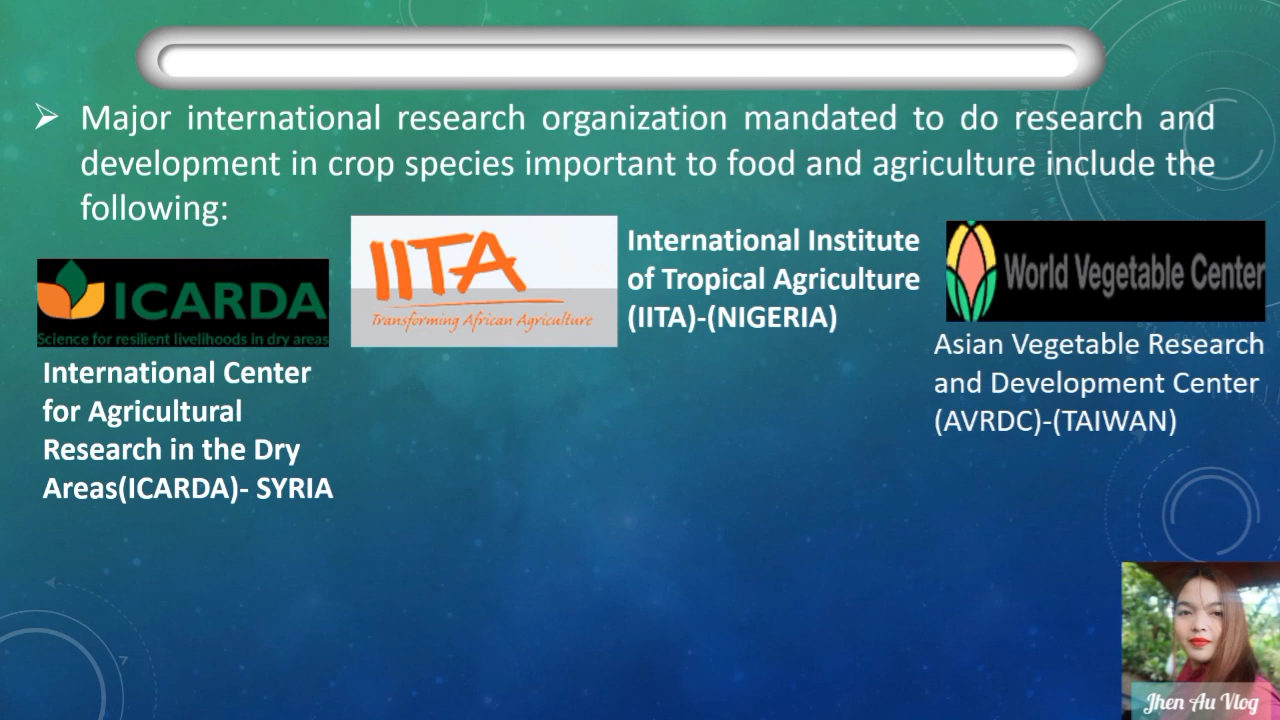 Major international research organization mandated to do research and
development in crop species important to food and agriculture include the
following:
ICARDA
Science for resilient livelihoods in dry areas
International Center
for Agricultural
Research in the Dry
Areas(ICARDA)- SYRIA
IITA
Transforming African Agriculture
International Institute
of Tropical Agriculture
(IITA)-(NIGERIA)
World Vegetable Center
Asian Vegetable Research
and Development Center
(AVRDC)-(TAIWAN)
Jhen Au Vlog